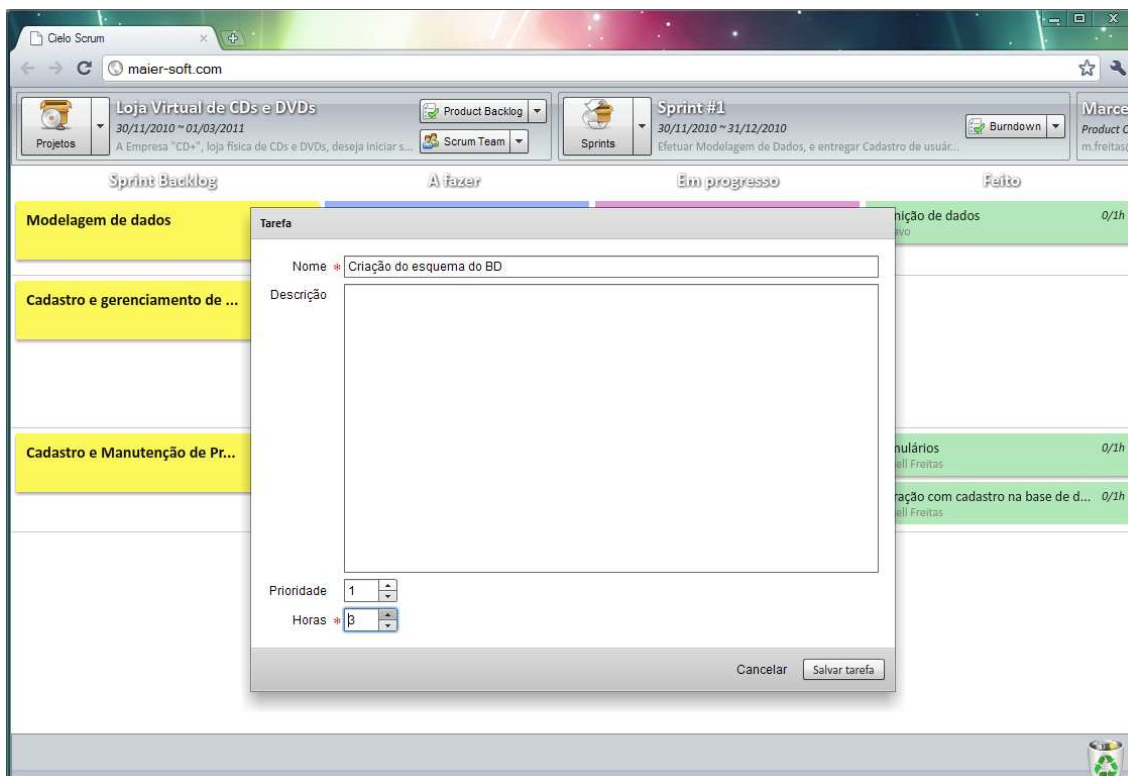 Cielo Scrum
maier-soft.com
Projetos
Loja Virtual de CDs e DVDs
30/11/2010 ~ 01/03/2011
A Empresa "CD+", loja física de CDs e DVDs, deseja iniciar s...
Product Backlog
Scrum Team
Sprints
Sprint #1
30/11/2010 ~ 31/12/2010
Efetuar Modelagem de Dados, e entregar Cadastro de usuár...
Burndown
Marce
Product C
m.freitas(
Sprint Backlog
A fazer
Em progresso
Feito
Modelagem de dados
Tarefa
nição de dados 0/1h
avo
Nome * Criação do esquema do BD
Descrição
Cadastro e gerenciamento de ...
Cadastro e Manutenção de Pr...
nulários 0/1h
ell Freitas
ração com cadastro na base de d... 0/1h
ell Freitas
Prioridade 1
Horas * 3
Cancelar Salvar tarefa